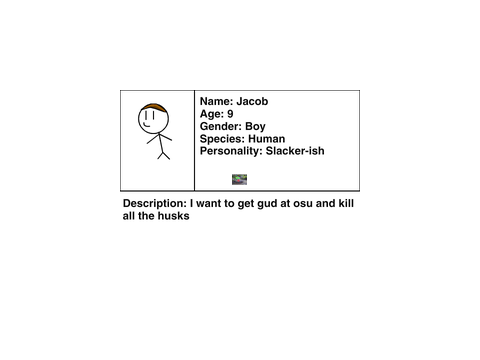 Name: Jacob
Age: 9
Gender: Boy
Species: Human
Personality: Slacker-ish
Description: I want to get gud at osu and kill
all the husks